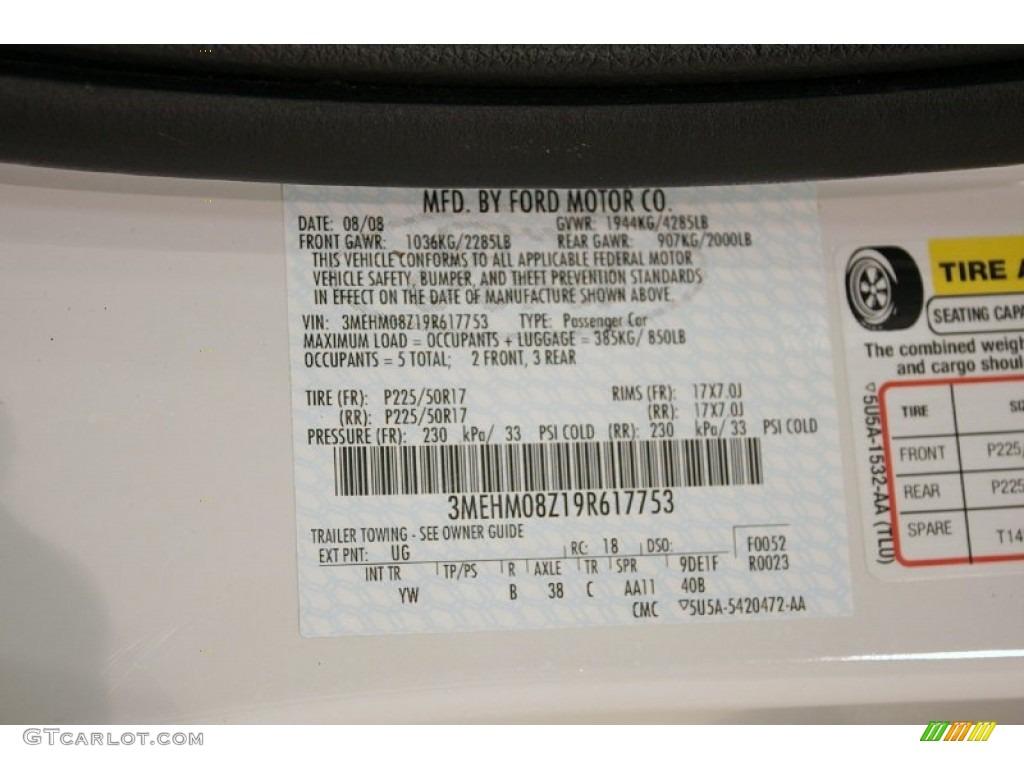 MFD. BY FORD MOTOR CO.
DATE: 08/08 GVWR: 1944KG/4285LB
FRONT GAWR: 1036KG/2285LB REAR GAWR: 907KG/2000LB
THIS VEHICLE CONFORMS TO ALL APPLICABLE FEDERAL MOTOR
VEHICLE SAFETY, BUMPER, AND THEFT PREVENTION STANDARDS
IN EFFECT ON THE DATE OF MANUFACTURE SHOWN ABOVE.
VIN: 3MEHM08Z19R617753 TYPE: Passenger Car
MAXIMUM LOAD = OCCUPANTS + LUGGAGE = 385KG/ 850LB
OCCUPANTS = 5 TOTAL; 2 FRONT, 3 REAR
TIRE (FR): P225/50R17 RIMS (FR): 17X7.0J
(RR): P225/50R17 (RR): 17X7.0J
PRESSURE (FR): 230 kPa/ 33 PSI COLD (RR): 230 kPa/ 33 PSI COLD
3MEHM08Z19R617753
TRAILER TOWING - SEE OWNER GUIDE
EXT PNT: UG RC: 18 DSO: F0052
INT TR TP/PS R AXLE TR SPR 9DE1F R0023
YW B 38 C AA11 40B
CMC ▽5U5A-5420472-AA
TIRE A
SEATING CAPA
The combined weigh
and cargo shoul
TIRE SIZ
FRONT P225/
REAR P225
SPARE T14
▽5U5A-1532-AA (TLU)
GTCARLOT.COM